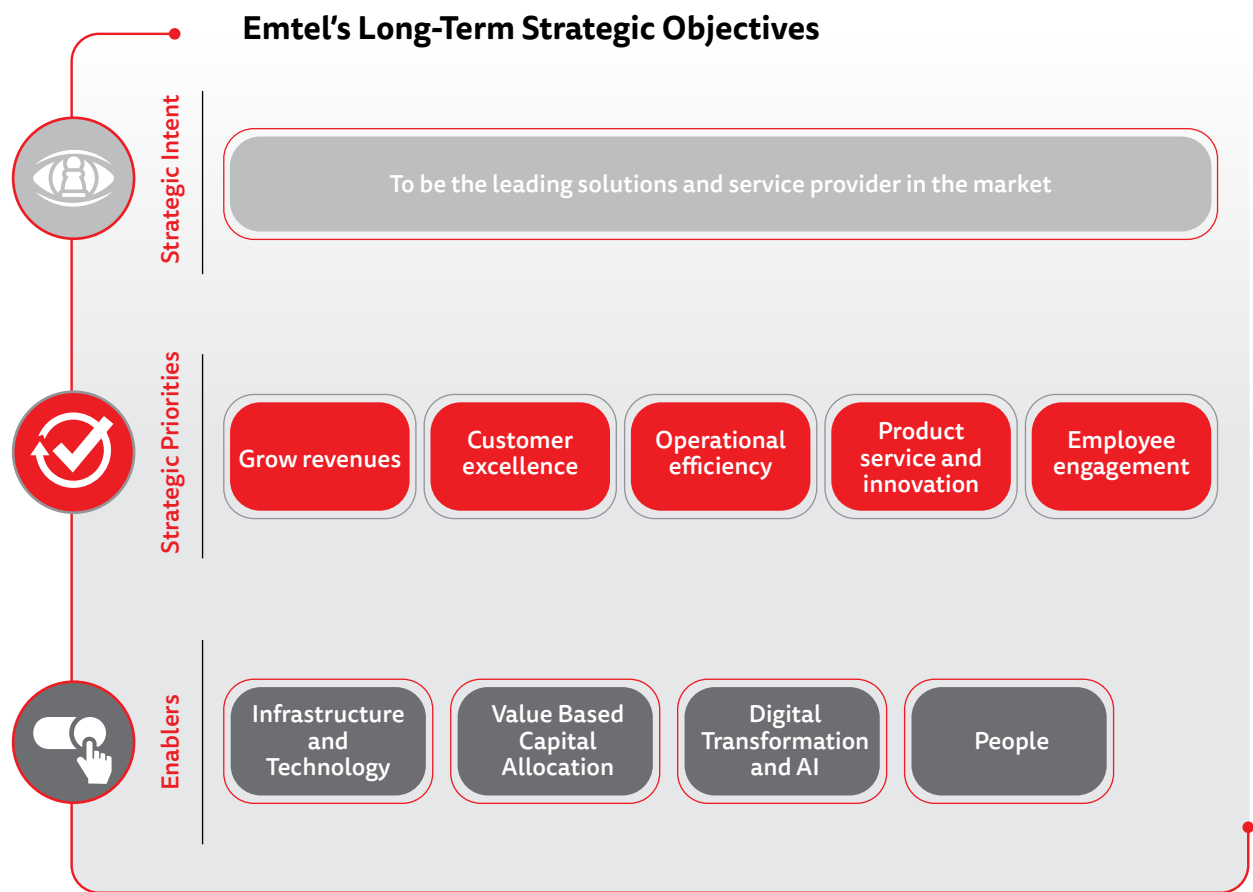 Emtel's Long-Term Strategic Objectives
Strategic Intent
To be the leading solutions and service provider in the market
Strategic Priorities
Grow revenues
Customer
excellence
Operational
efficiency
Product
service and
innovation
Employee
engagement
Enablers
Infrastructure
and
Technology
Value Based
Capital
Allocation
Digital
Transformation
and AI
People